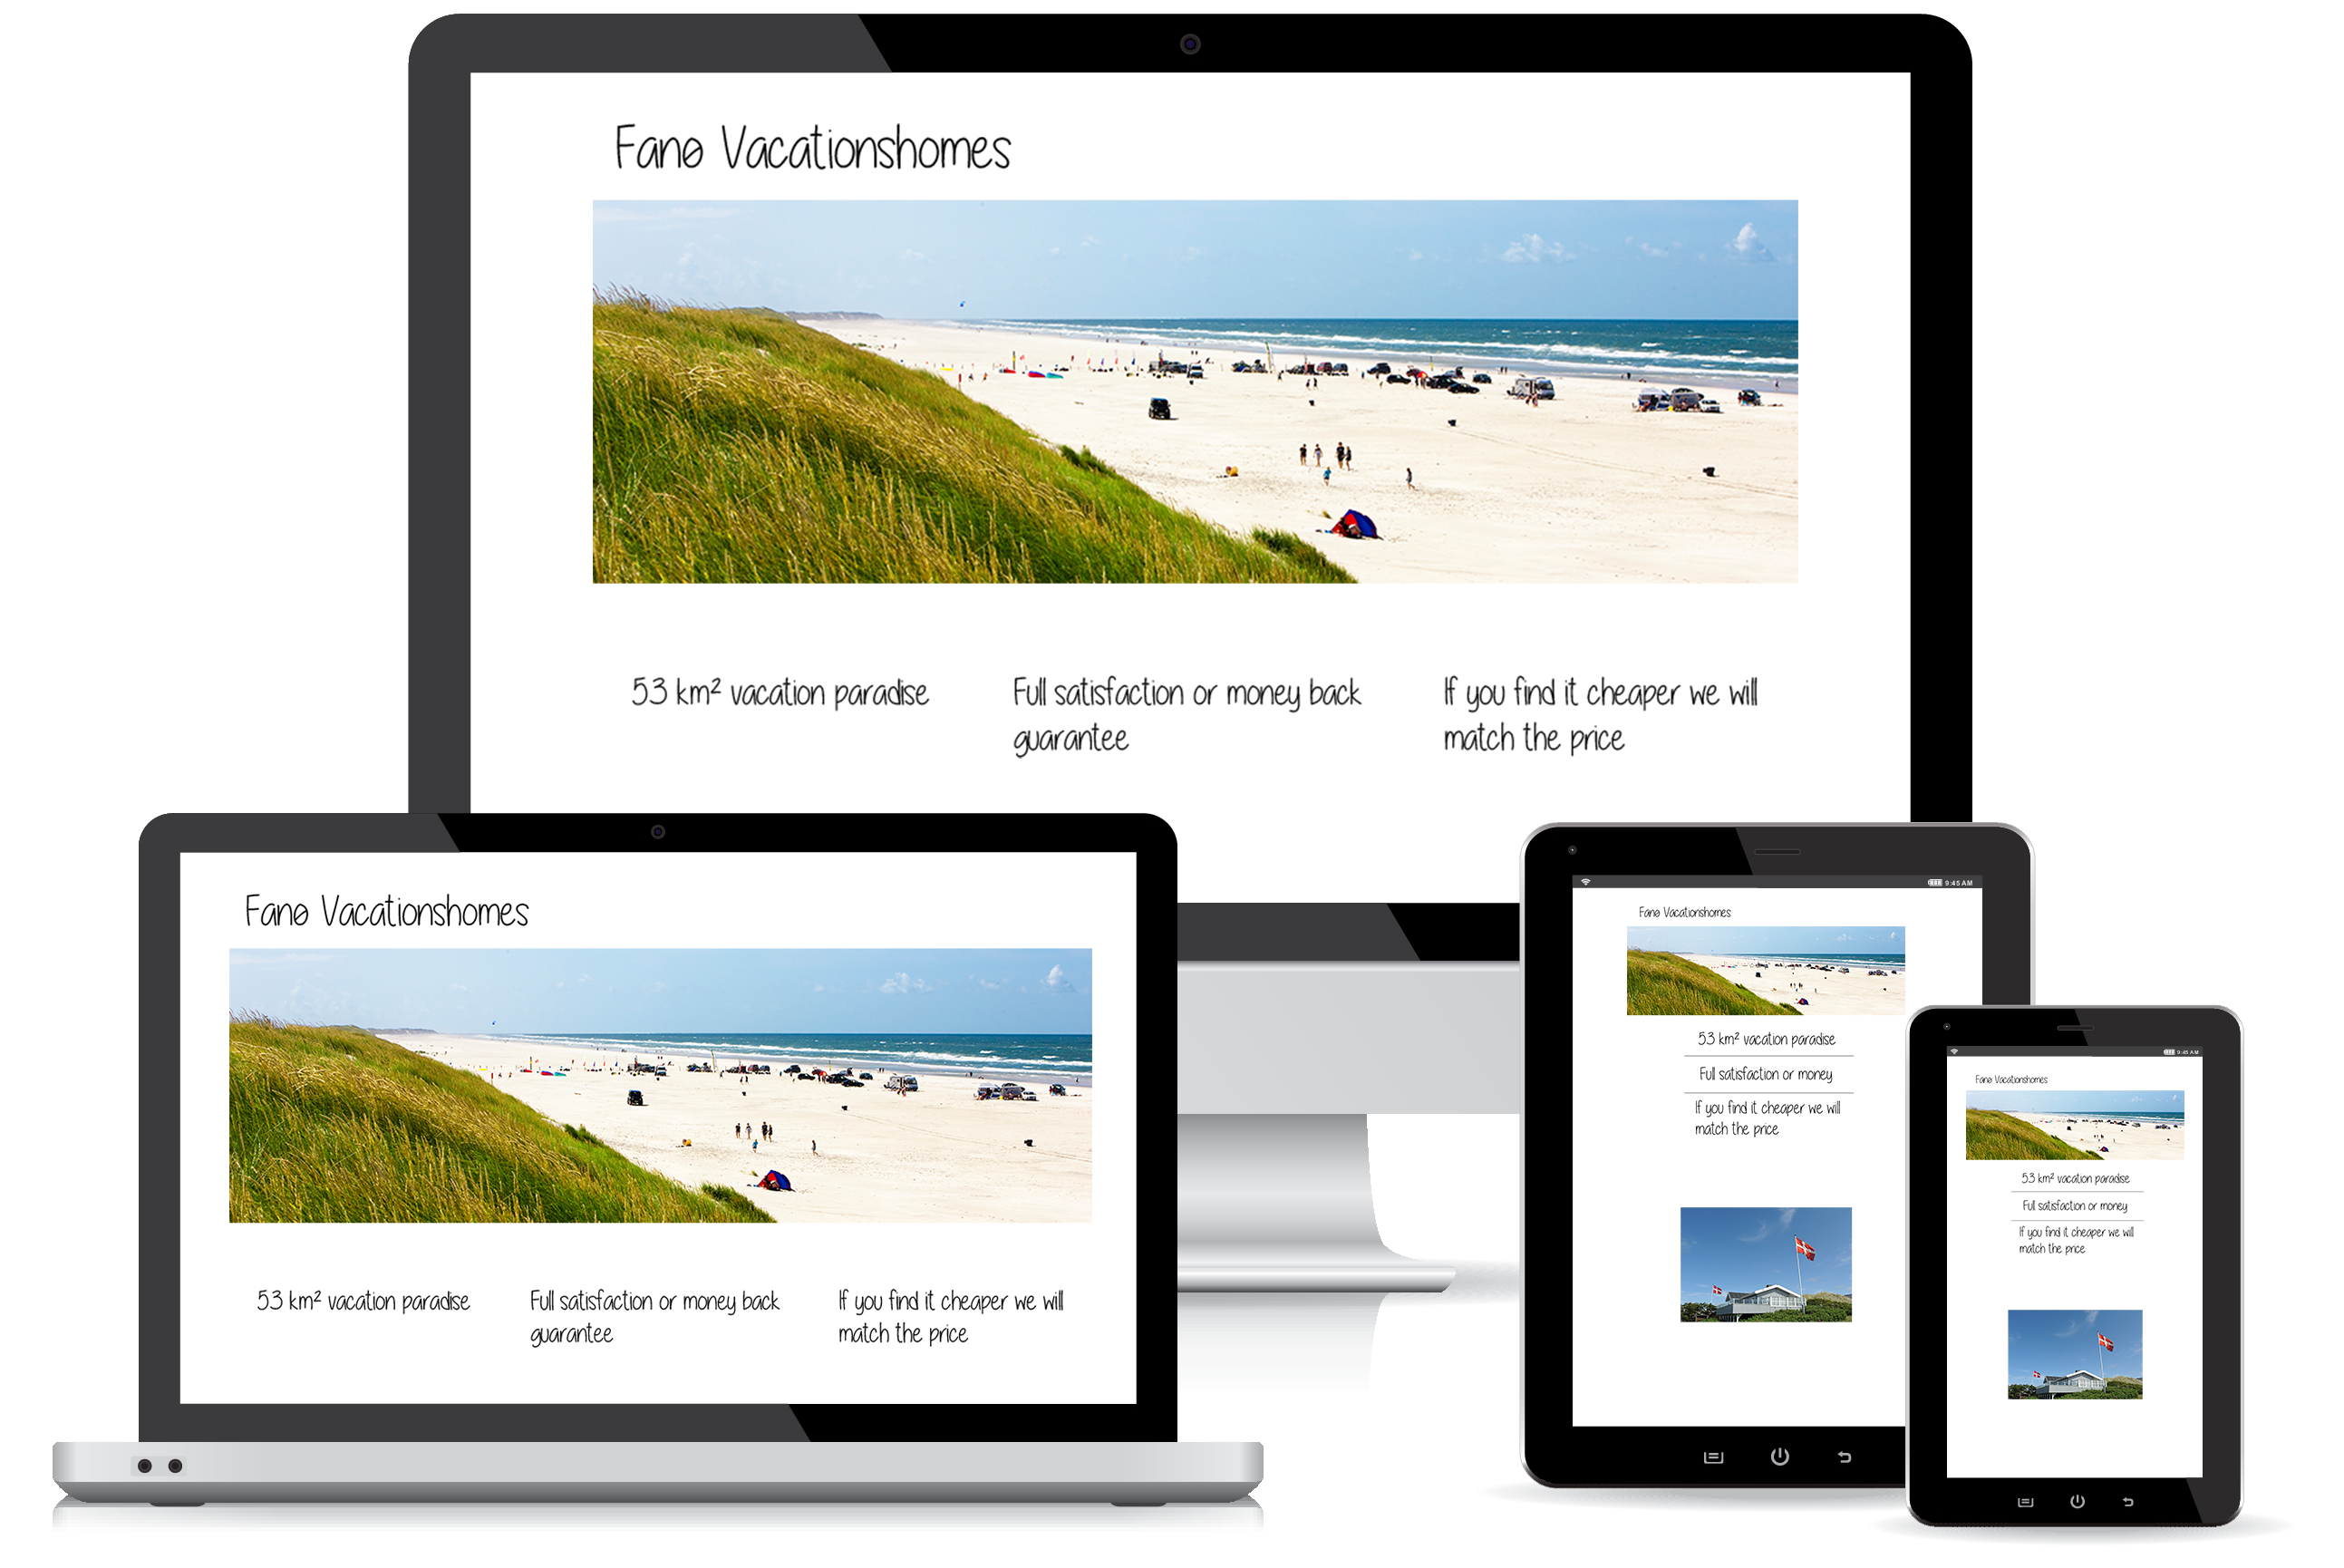 Fanø Vacationshomes
53 km² vacation paradise
Full satisfaction or money back
guarantee
If you find it cheaper we will
match the price
Fanø Vacationshomes
53 km² vacation paradise
Full satisfaction or money back
guarantee
If you find it cheaper we will
match the price
9:45 AM
Fanø Vacationshomes
53 km² vacation paradise
Full satisfaction or money
If you find it cheaper we will
match the price
9:45 AM
Fanø Vacationshomes
53 km² vacation paradise
Full satisfaction or money
If you find it cheaper we will
match the price